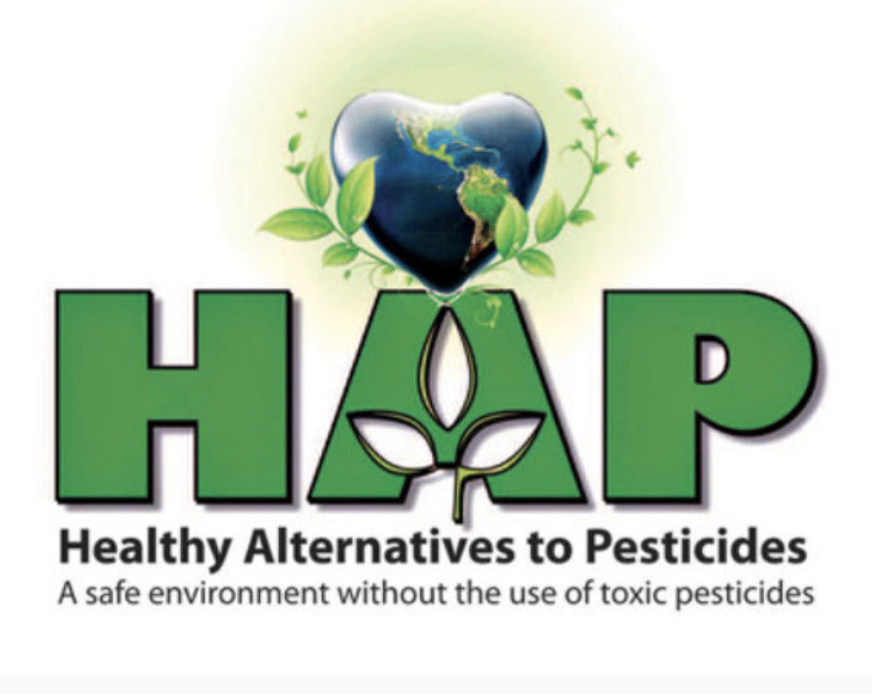 HAP
Healthy Alternatives to Pesticides
A safe environment without the use of toxic pesticides